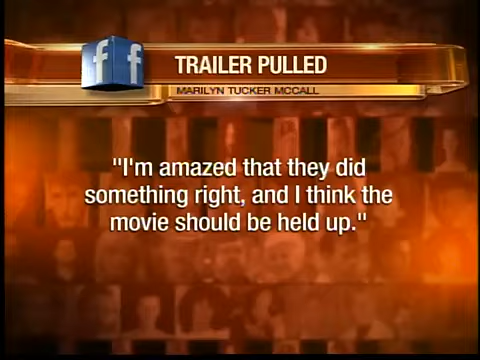 f f
TRAILER PULLED
MARILYN TUCKER MCCALL
"I'm amazed that they did
something right, and I think the
movie should be held up."